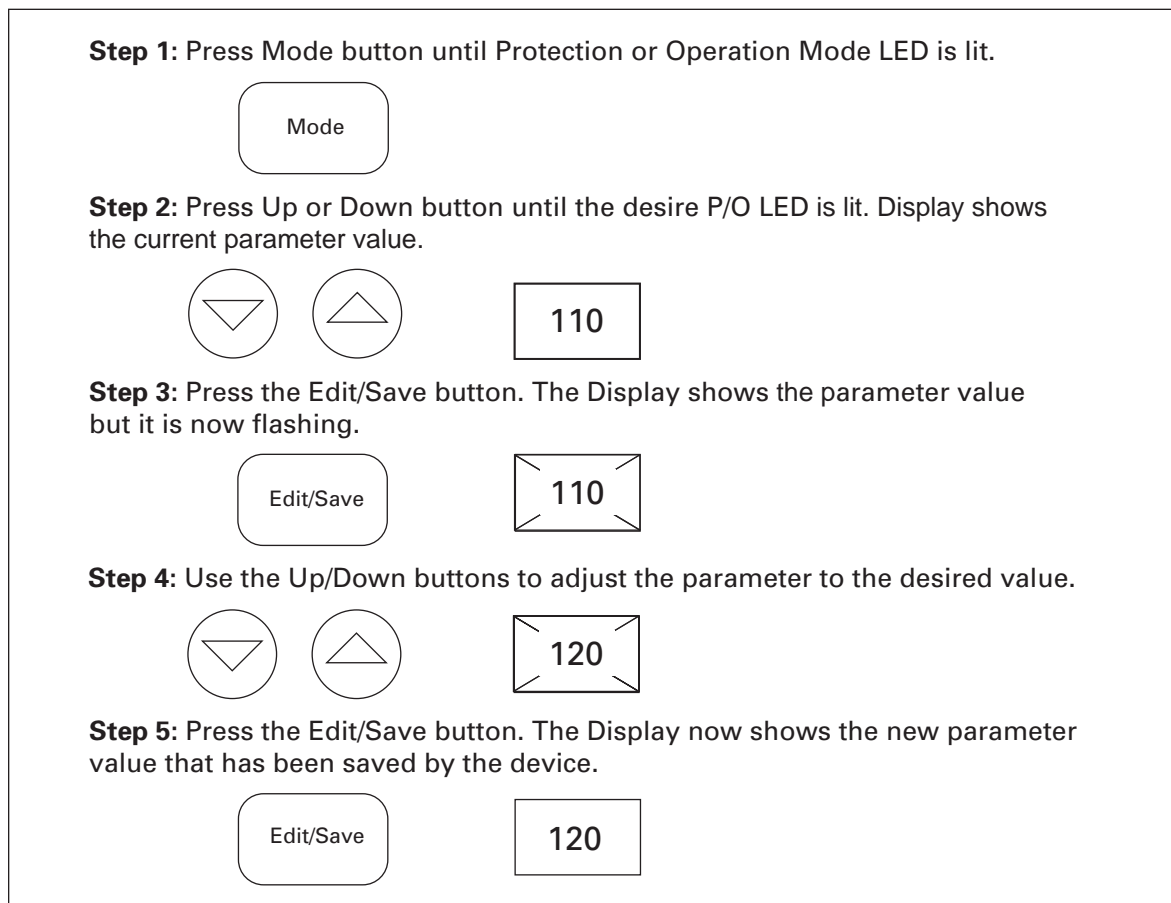 Step 1: Press Mode button until Protection or Operation Mode LED is lit.
Mode
Step 2: Press Up or Down button until the desire P/O LED is lit. Display shows
the current parameter value.
110
Step 3: Press the Edit/Save button. The Display shows the parameter value
but it is now flashing.
Edit/Save 110
Step 4: Use the Up/Down buttons to adjust the parameter to the desired value.
120
Step 5: Press the Edit/Save button. The Display now shows the new parameter
value that has been saved by the device.
Edit/Save 120